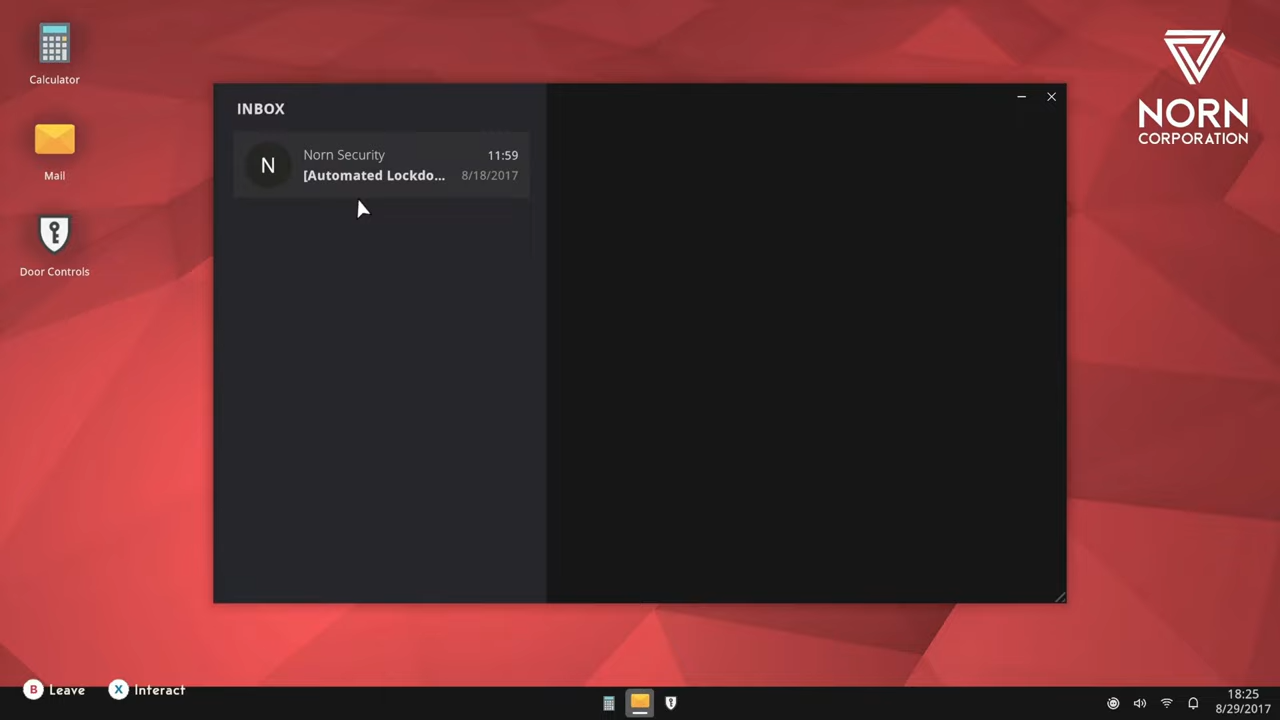 Calculator
Mail
Door Controls
INBOX
N
Norn Security 11:59
[Automated Lockdo... 8/18/2017
NORN
CORPORATION
B Leave X Interact
18:25
8/29/2017